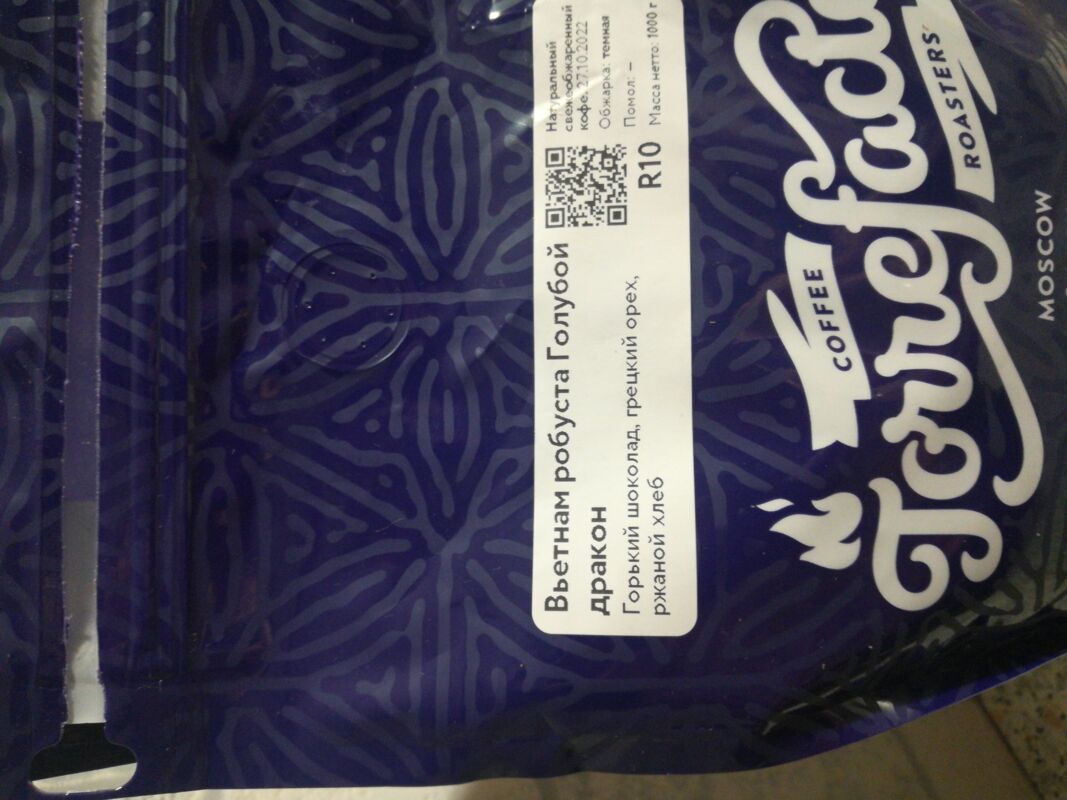 Вьетнам робуста Голубой
дракон
Горький шоколад, грецкий орех,
ржаной хлеб
R10
Натуральный
свежеобжаренный
кофе: 27.10.2022
Обжарка: темная
Помол: –
Масса нетто: 1000 г
COFFEE
Torrefacto
ROASTERS
MOSCOW